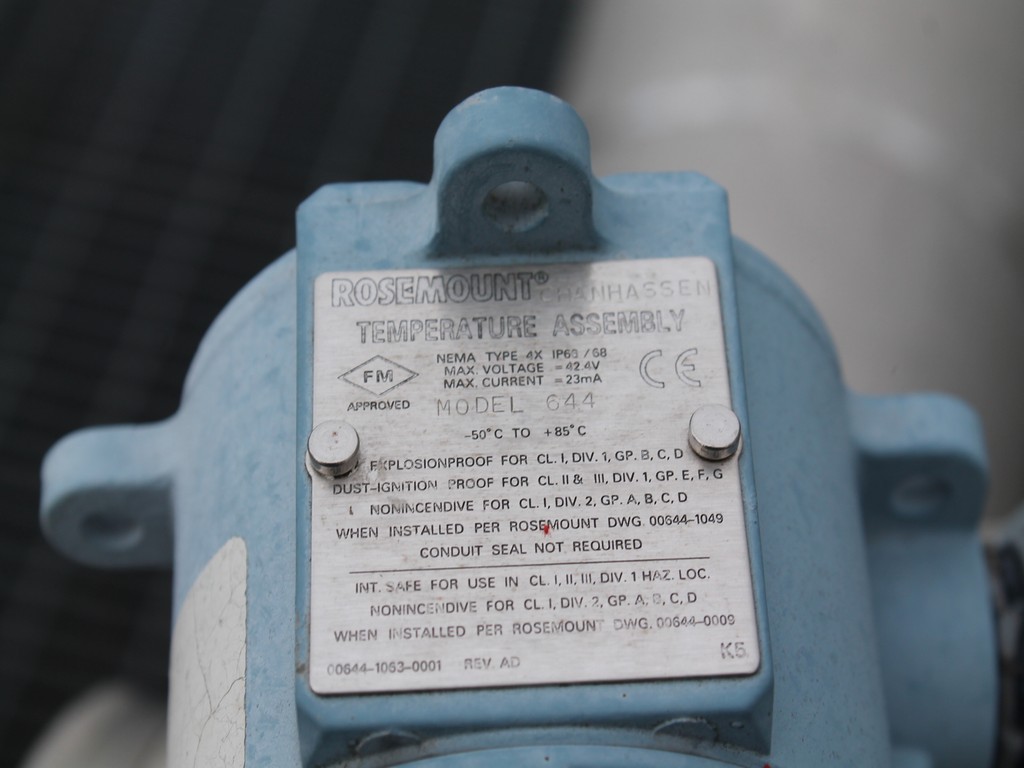 ROSEMOUNT® CHANHASSEN
TEMPERATURE ASSEMBLY
NEMA TYPE 4X IP66/68
MAX. VOLTAGE = 42.4V
MAX. CURRENT = 23mA
FM
APPROVED
CE
MODEL 644
-50°C TO +85°C
EXPLOSIONPROOF FOR CL. I, DIV. 1, GP. B, C, D
DUST-IGNITION PROOF FOR CL. II & III, DIV. 1, GP. E, F, G
NONINCENDIVE FOR CL. I, DIV. 2, GP. A, B, C, D
WHEN INSTALLED PER ROSEMOUNT DWG. 00644-1049
CONDUIT SEAL NOT REQUIRED
INT. SAFE FOR USE IN CL. I, II, III, DIV. 1 HAZ. LOC.
NONINCENDIVE FOR CL. I, DIV. 2, GP. A, B, C, D
WHEN INSTALLED PER ROSEMOUNT DWG. 00644-0009
00644-1063-0001 REV. AD
K5